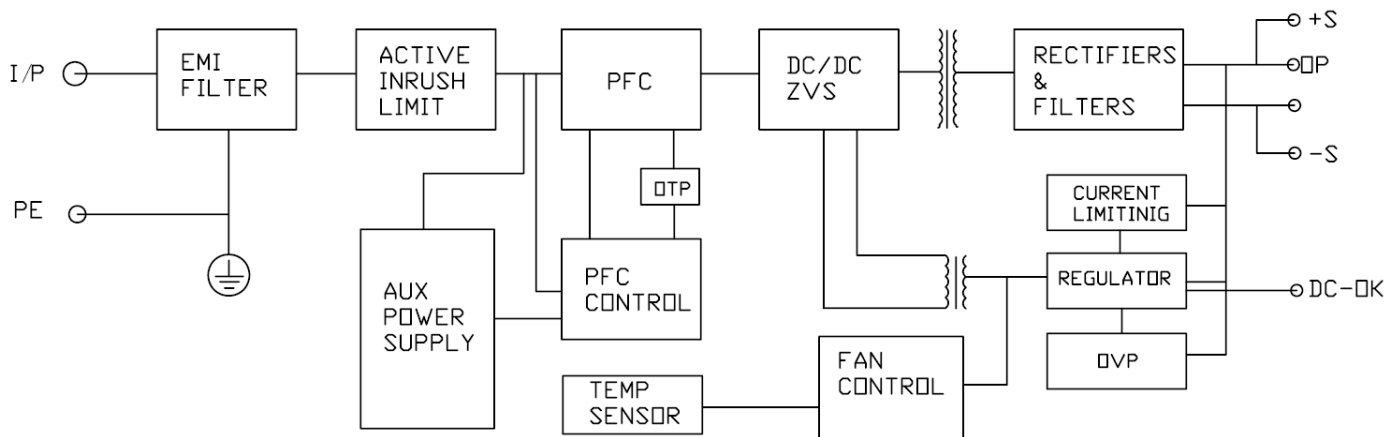 I/P
EMI
FILTER
ACTIVE
INRUSH
LIMIT
PFC
DC/DC
ZVS
RECTIFIERS
&
FILTERS
+S
OP
-S
PE
OTP
CURRENT
LIMITINIG
AUX
POWER
SUPPLY
PFC
CONTROL
REGULATOR
DC-OK
OVP
FAN
CONTROL
TEMP
SENSOR